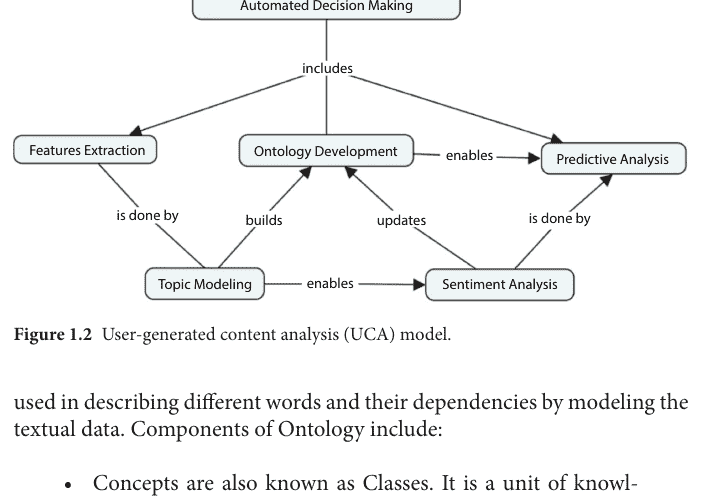 Automated Decision Making
includes
Features Extraction
Ontology Development
enables
Predictive Analysis
is done by
builds
updates
is done by
Topic Modeling
enables
Sentiment Analysis
Figure 1.2 User-generated content analysis (UCA) model.
used in describing different words and their dependencies by modeling the
textual data. Components of Ontology include:
• Concepts are also known as Classes. It is a unit of knowl-